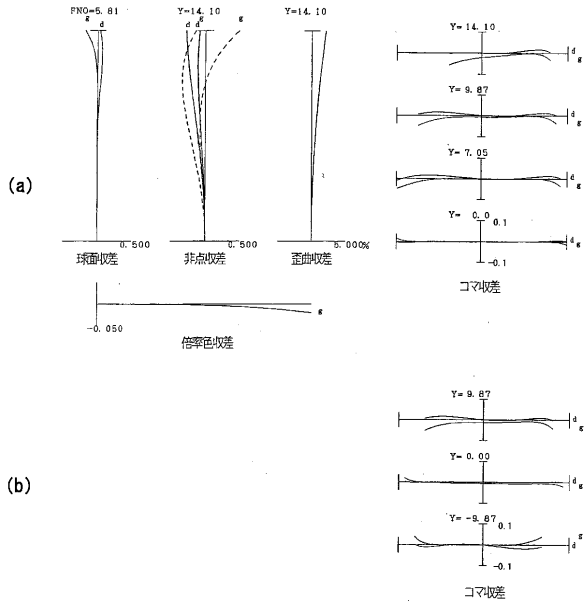 (a)
FNO=5.81
g d
0.500
球面収差
Y=14.10
d d g g
0.500
非点収差
Y=14.10
5.000%
歪曲収差
-0.050
g
倍率色収差
Y=14.10
d g
Y= 9.87
d g
Y= 7.05
d g
Y= 0.0
0.1
d g
-0.1
コマ収差
(b)
Y= 9.87
d g
Y= 0.00
d g
Y= -9.87
0.1
g d
-0.1
コマ収差